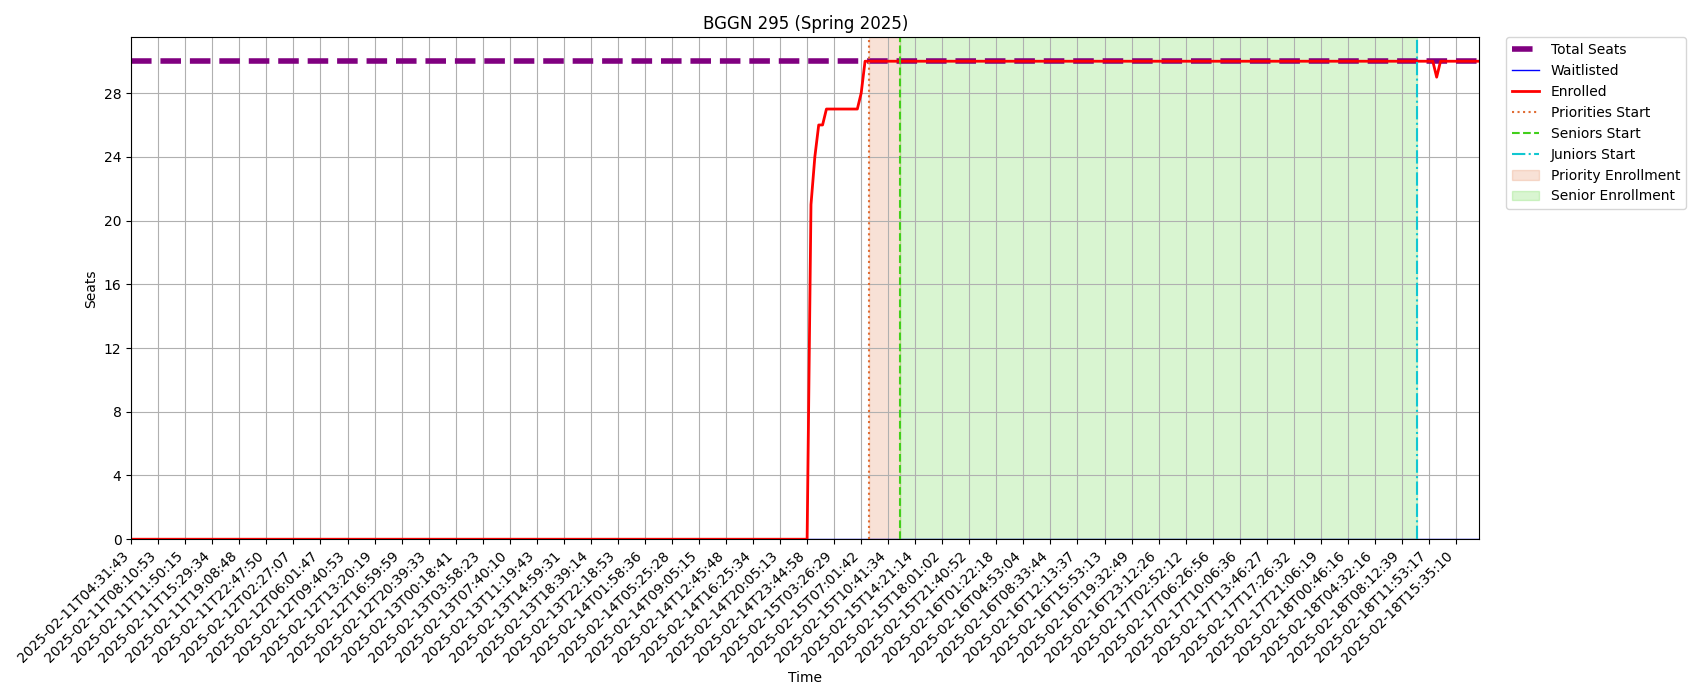 BGGN 295 (Spring 2025)
Total Seats
Waitlisted
Enrolled
Priorities Start
Seniors Start
Juniors Start
Priority Enrollment
Senior Enrollment
Seats
28
24
20
16
12
8
4
0
2025-02-11T04:31:43
2025-02-11T08:10:53
2025-02-11T11:50:15
2025-02-11T15:29:34
2025-02-11T19:08:48
2025-02-11T22:47:50
2025-02-12T02:27:07
2025-02-12T06:01:47
2025-02-12T09:40:53
2025-02-12T13:20:19
2025-02-12T16:59:59
2025-02-12T20:39:33
2025-02-13T00:18:41
2025-02-13T03:58:23
2025-02-13T07:40:10
2025-02-13T11:19:43
2025-02-13T14:59:31
2025-02-13T18:39:14
2025-02-13T22:18:53
2025-02-14T01:58:36
2025-02-14T05:25:28
2025-02-14T09:05:15
2025-02-14T12:45:48
2025-02-14T16:25:34
2025-02-14T20:05:13
2025-02-14T23:44:58
2025-02-15T03:26:29
2025-02-15T07:01:42
2025-02-15T10:41:34
2025-02-15T14:21:14
2025-02-15T18:01:02
2025-02-15T21:40:52
2025-02-16T01:22:18
2025-02-16T04:53:04
2025-02-16T08:33:44
2025-02-16T12:13:37
2025-02-16T15:53:13
2025-02-16T19:32:49
2025-02-16T23:12:26
2025-02-17T02:52:12
2025-02-17T06:26:56
2025-02-17T10:06:36
2025-02-17T13:46:27
2025-02-17T17:26:32
2025-02-17T21:06:19
2025-02-18T00:46:16
2025-02-18T04:32:16
2025-02-18T08:12:39
2025-02-18T11:53:17
2025-02-18T15:35:10
Time